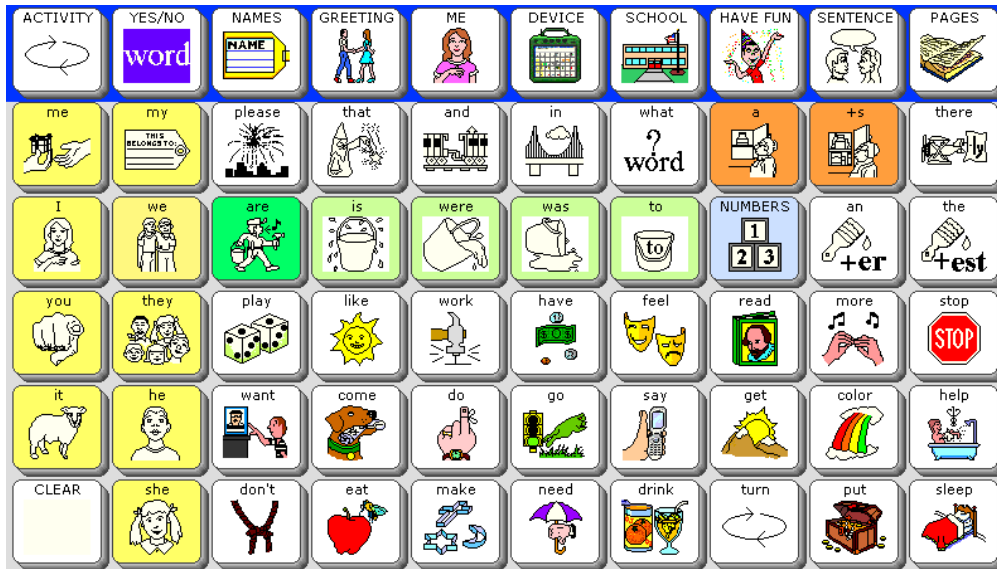 ACTIVITY YES/NO NAMES GREETING ME DEVICE SCHOOL HAVE FUN SENTENCE PAGES
word NAME
me my please that and in what a +s there
THIS BELONGS TO: ? word -ly
I we are is were was to NUMBERS an the
to 1 2 3 +er +est
you they play like work have feel read more stop
STOP
it he want come do go say get color help
CLEAR she don't eat make need drink turn put sleep